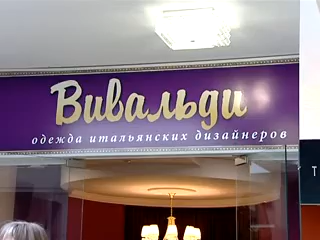 Вивальди
одежда итальянских дизайнеров